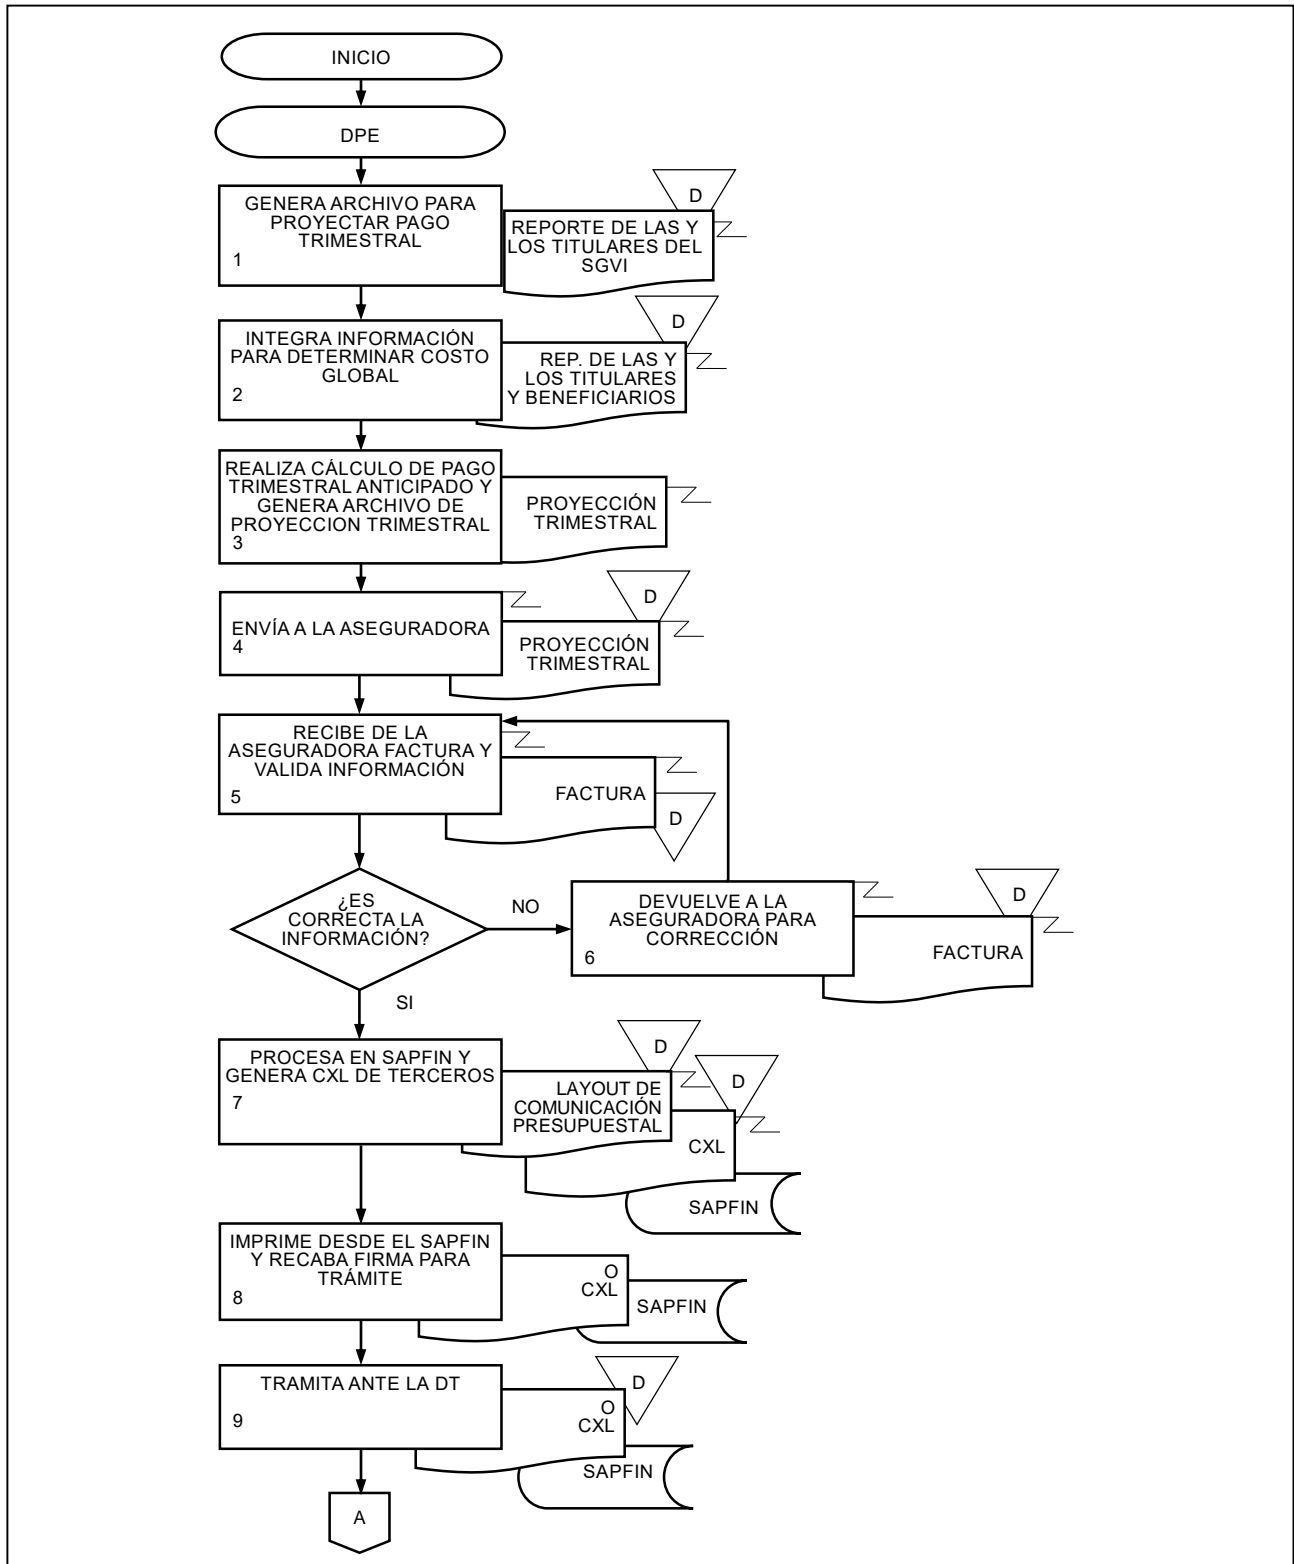 INICIO
DPE
GENERA ARCHIVO PARA
PROYECTAR PAGO
TRIMESTRAL
1
D
REPORTE DE LAS Y
LOS TITULARES DEL
SGVI
INTEGRA INFORMACIÓN
PARA DETERMINAR COSTO
GLOBAL
2
D
REP. DE LAS Y
LOS TITULARES
Y BENEFICIARIOS
REALIZA CÁLCULO DE PAGO
TRIMESTRAL ANTICIPADO Y
GENERA ARCHIVO DE
PROYECCION TRIMESTRAL
3
PROYECCIÓN
TRIMESTRAL
ENVÍA A LA ASEGURADORA
4
D
PROYECCIÓN
TRIMESTRAL
RECIBE DE LA
ASEGURADORA FACTURA Y
VALIDA INFORMACIÓN
5
FACTURA
D
¿ES
CORRECTA LA
INFORMACIÓN?
NO
DEVUELVE A LA
ASEGURADORA PARA
CORRECCIÓN
6
D
FACTURA
SI
PROCESA EN SAPFIN Y
GENERA CXL DE TERCEROS
7
D
LAYOUT DE
COMUNICACIÓN
PRESUPUESTAL
D
CXL
SAPFIN
IMPRIME DESDE EL SAPFIN
Y RECABA FIRMA PARA
TRÁMITE
8
O
CXL
SAPFIN
TRAMITA ANTE LA DT
9
D
O
CXL
SAPFIN
A